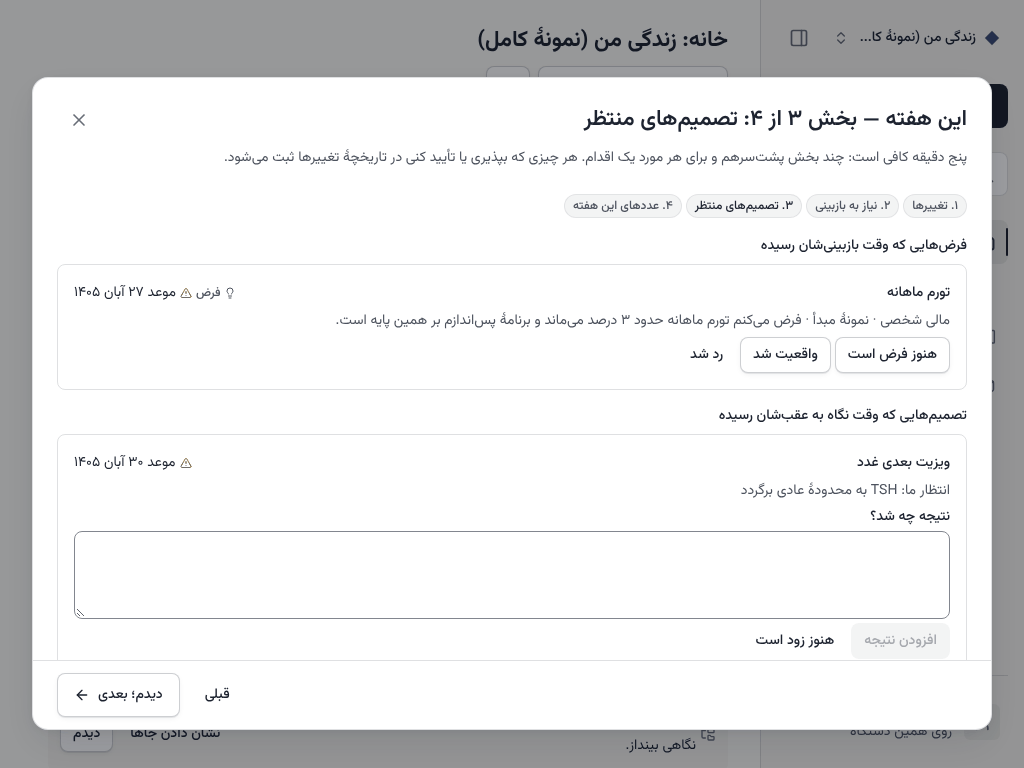 زندگی من (نمونهٔ کا...
خانه: زندگی من (نمونهٔ کامل)
این هفته — بخش ۳ از ۴: تصمیم‌های منتظر
پنج دقیقه کافی است: چند بخش پشت‌سرهم و برای هر مورد یک اقدام. هر چیزی که بپذیری یا تأیید کنی در تاریخچهٔ تغییرها ثبت می‌شود.
۱. تغییرها ۲. نیاز به بازبینی ۳. تصمیم‌های منتظر ۴. عددهای این هفته
فرض‌هایی که وقت بازبینی‌شان رسیده
تورم ماهانه فرض موعد ۲۷ آبان ۱۴۰۵
مالی شخصی · نمونهٔ مبدأ · فرض می‌کنم تورم ماهانه حدود ۳ درصد می‌ماند و برنامهٔ پس‌اندازم بر همین پایه است.
هنوز فرض است واقعیت شد رد شد
تصمیم‌هایی که وقت نگاه به عقب‌شان رسیده
ویزیت بعدی غدد موعد ۳۰ آبان ۱۴۰۵
انتظار ما: TSH به محدودهٔ عادی برگردد
نتیجه چه شد؟
افزودن نتیجه هنوز زود است
قبلی دیدم؛ بعدی
روی همین دستگاه
نشان دادن جاها دیدم
نگاهی بینداز.